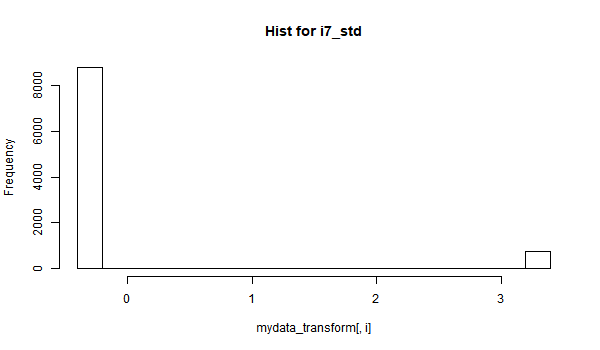 Hist for i7_std
Frequency
8000
6000
4000
2000
0
0 1 2 3
mydata_transform[, i]